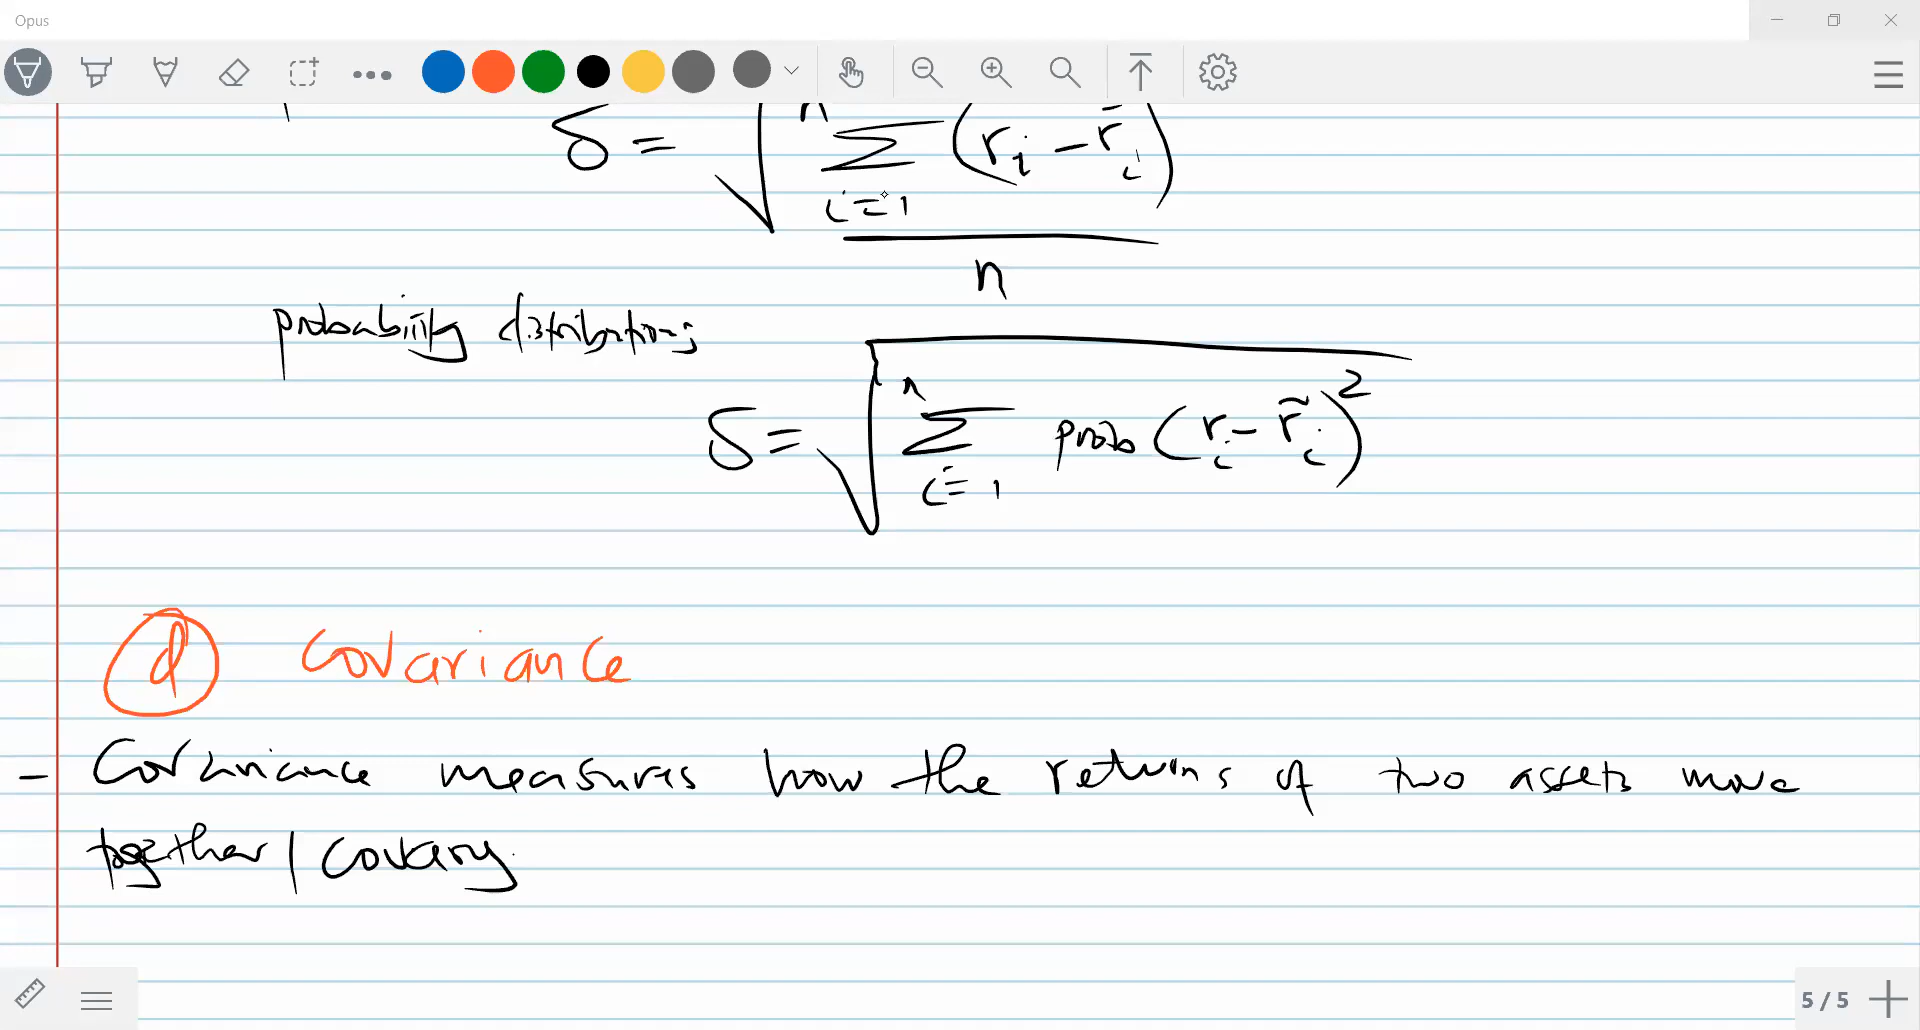 Opus
n
δ = √ Σ (ri - r̄i)
i=1
n
probability distributions
n
δ = √ Σ prob (ri - r̃i)²
i = 1
d Covariance
- Covariance measures how the returns of two assets move
together / covary.
5 / 5